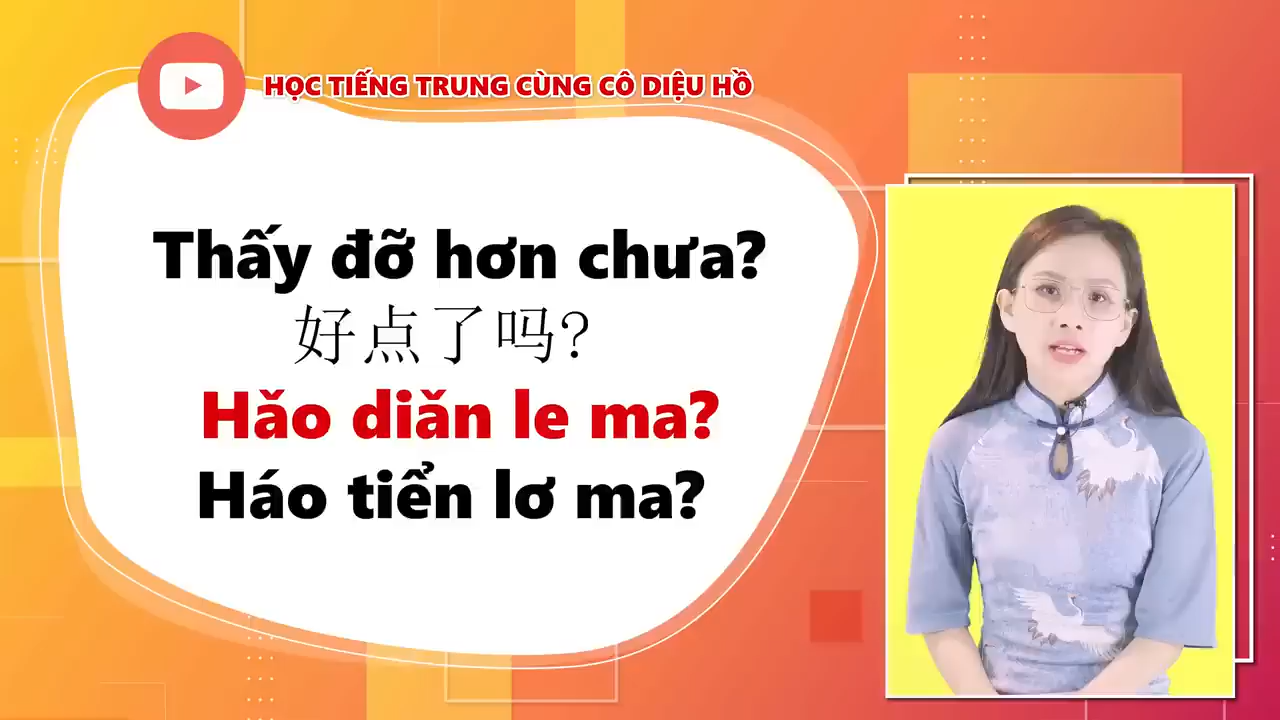 HỌC TIẾNG TRUNG CÙNG CÔ DIỆU HỒ
Thấy đỡ hơn chưa?
好点了吗?
Hǎo diǎn le ma?
Háo tiển lơ ma?